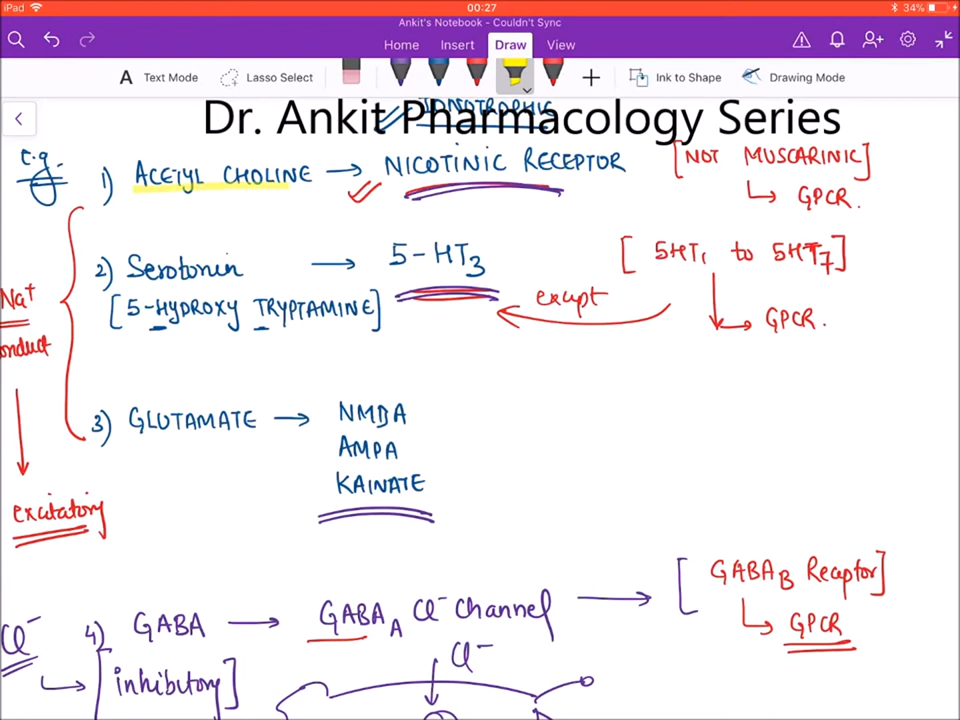 iPad 00:27 34%
Ankit's Notebook - Couldn't Sync
Home Insert Draw View
Text Mode Lasso Select Ink to Shape Drawing Mode
IONOTROPHIC
Dr. Ankit Pharmacology Series
e.g.
1) ACETYL CHOLINE → NICOTINIC RECEPTOR [NOT MUSCARINIC]
↳ GPCR.
2) Serotonin → 5-HT3 [5HT1 to 5HT7]
[5-HYDROXY TRYPTAMINE] except
GPCR.
Na+
onduct
3) GLUTAMATE → NMDA
AMPA
KAINATE
excitatory
4) GABA → GABAA Cl- Channel → [GABAB Receptor]
↳ GPCR
Cl-
Cl-
[inhibitory]